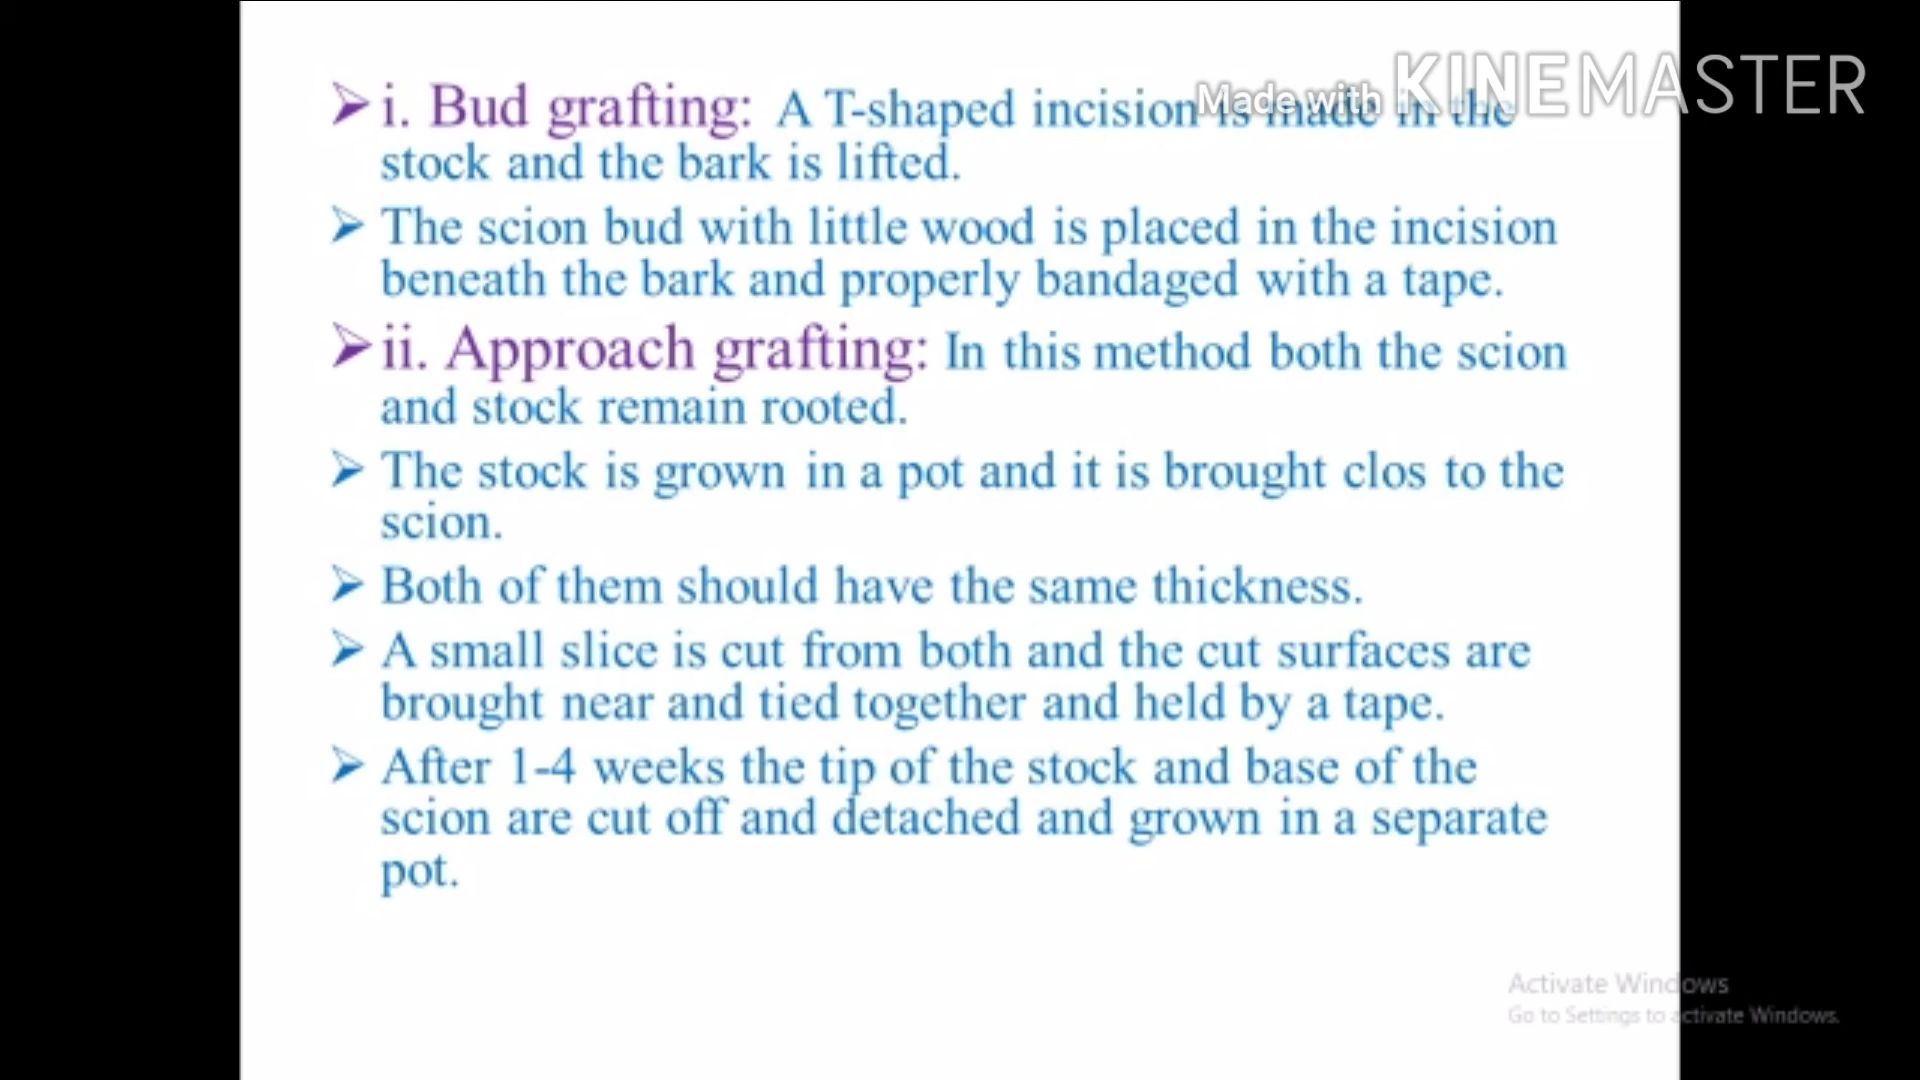 ➢ i. Bud grafting: A T-shaped incision is made in the
stock and the bark is lifted.
➢ The scion bud with little wood is placed in the incision
beneath the bark and properly bandaged with a tape.
➢ ii. Approach grafting: In this method both the scion
and stock remain rooted.
➢ The stock is grown in a pot and it is brought clos to the
scion.
➢ Both of them should have the same thickness.
➢ A small slice is cut from both and the cut surfaces are
brought near and tied together and held by a tape.
➢ After 1-4 weeks the tip of the stock and base of the
scion are cut off and detached and grown in a separate
pot.
Made with KINEMASTER
Activate Windows
Go to Settings to activate Windows.